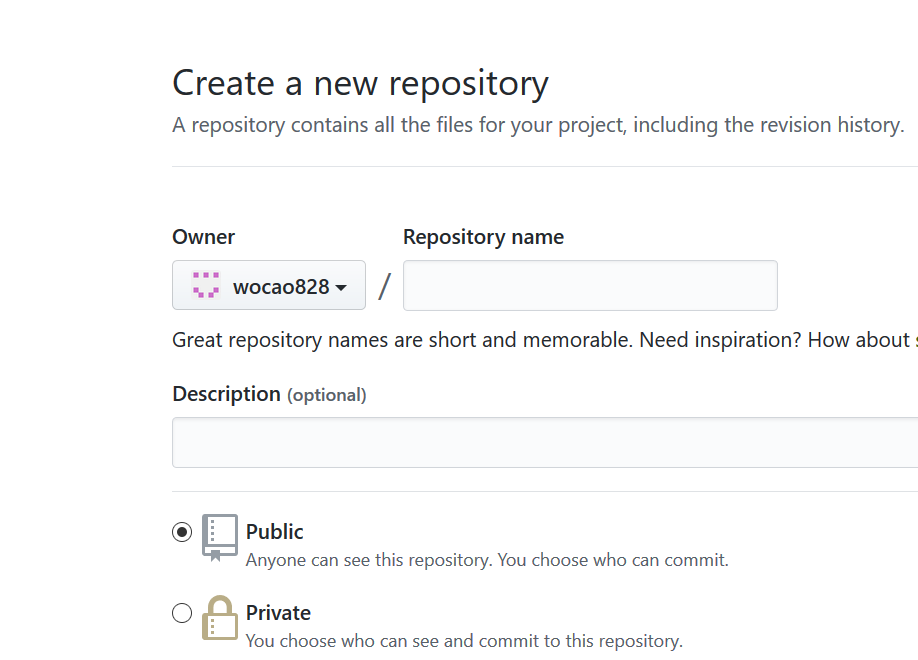 Create a new repository
A repository contains all the files for your project, including the revision history.
Owner Repository name
wocao828 /
Great repository names are short and memorable. Need inspiration? How about
Description (optional)
Public
Anyone can see this repository. You choose who can commit.
Private
You choose who can see and commit to this repository.